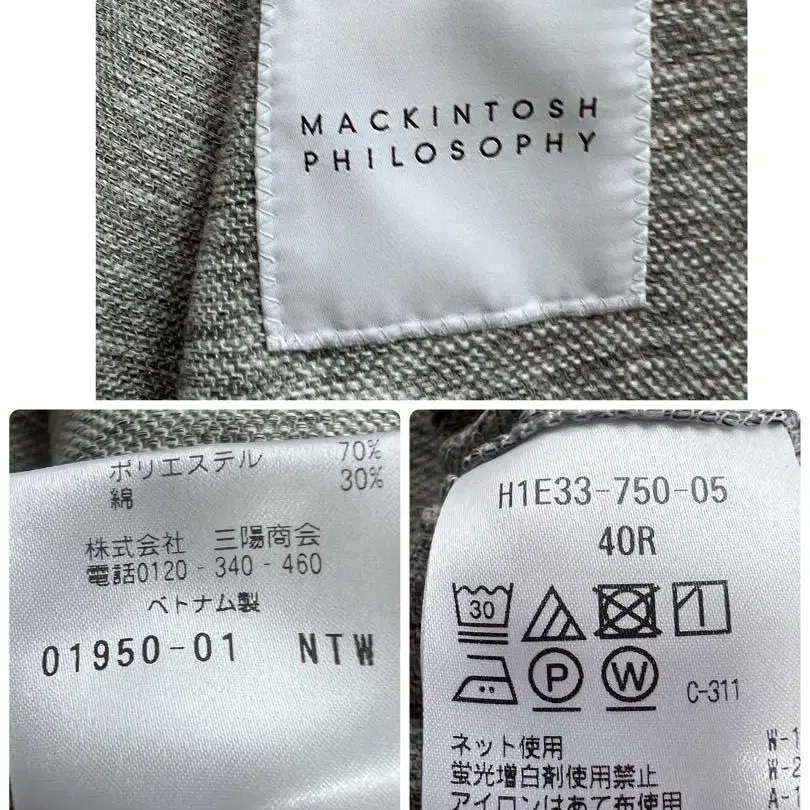 MACKINTOSH
PHILOSOPHY
ポリエステル 70%
綿 30%
株式会社 三陽商会
電話0120-340-460
ベトナム製
01950-01 NTW
H1E33-750-05
40R
30
P W C-311
ネット使用 W-1
蛍光増白剤使用禁止 W-2
アイロンはあて布使用 A-1